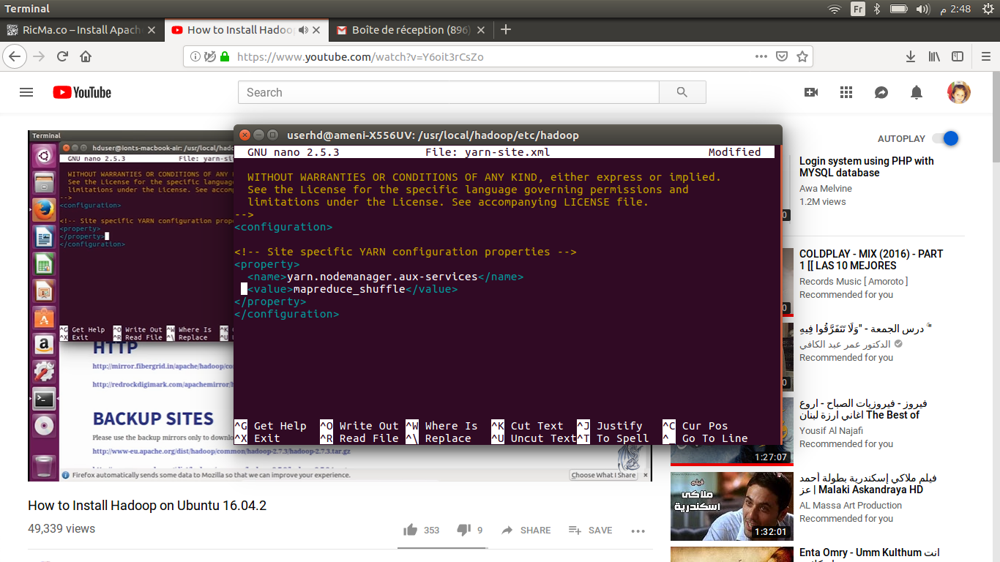 Terminal
Fr
2:48 م
RicMa.co – Install Apach
How to Install Hadoo
Boîte de réception (896)
https://www.youtube.com/watch?v=Y6oit3rCsZo
YouTube
Search
Terminal
hduser@ionts-macbook-air: /usr/local/hado
GNU nano 2.5.3 File: yarn-si
WITHOUT WARRANTIES OR CONDITIONS OF ANY
See the License for the specific language
limitations under the License. See accomp
-->
<configuration>
<!-- Site specific YARN configuration prope
<property>
</property>
</configuration>
^G Get Help ^O Write Out ^W Where Is ^K
^X Exit ^R Read File ^\ Replace ^U
HTTP
http://mirror.fibergrid.in/apache/hadoop/co
http://redrockdigimark.com/apachemirror/h
BACKUP SITES
Please use the backup mirrors only to downlo
http://www-eu.apache.org/dist/hadoop/common/hadoop-2.7.3/hadoop-2.7.3.tar.gz
Firefox automatically sends some data to Mozilla so that we can improve your experience.
Choose What I Share
userhd@ameni-X556UV: /usr/local/hadoop/etc/hadoop
GNU nano 2.5.3 File: yarn-site.xml Modified
WITHOUT WARRANTIES OR CONDITIONS OF ANY KIND, either express or implied.
See the License for the specific language governing permissions and
limitations under the License. See accompanying LICENSE file.
-->
<configuration>
<!-- Site specific YARN configuration properties -->
<property>
<name>yarn.nodemanager.aux-services</name>
<value>mapreduce_shuffle</value>
</property>
</configuration>
^G Get Help ^O Write Out ^W Where Is ^K Cut Text ^J Justify ^C Cur Pos
^X Exit ^R Read File ^\ Replace ^U Uncut Text ^T To Spell ^_ Go To Line
How to Install Hadoop on Ubuntu 16.04.2
49,339 views
353
9
SHARE
SAVE
AUTOPLAY
Login system using PHP with
MYSQL database
Awa Melvine
1.2M views
COLDPLAY - MIX (2016) - PART
1 [[ LAS 10 MEJORES
Records Music [ Amoroto ]
Recommended for you
درس الجمعة - "وَلَا تَتَفَرَّقُوا فِيهِ ۚ"
الدكتور عمر عبد الكافي
Recommended for you
فيروز - فيروزيات الصباح - اروع
اغاني ارزة لبنان The Best of
Yousif Al Najafi
Recommended for you
1:27:07
فيلم
ملاكى
اسكندرية
1:32:01
فيلم ملاكي إسكندرية بطولة أحمد
عز | Malaki Askandraya HD
AL Massa Art Production
Recommended for you
Enta Omry - Umm Kulthum انت